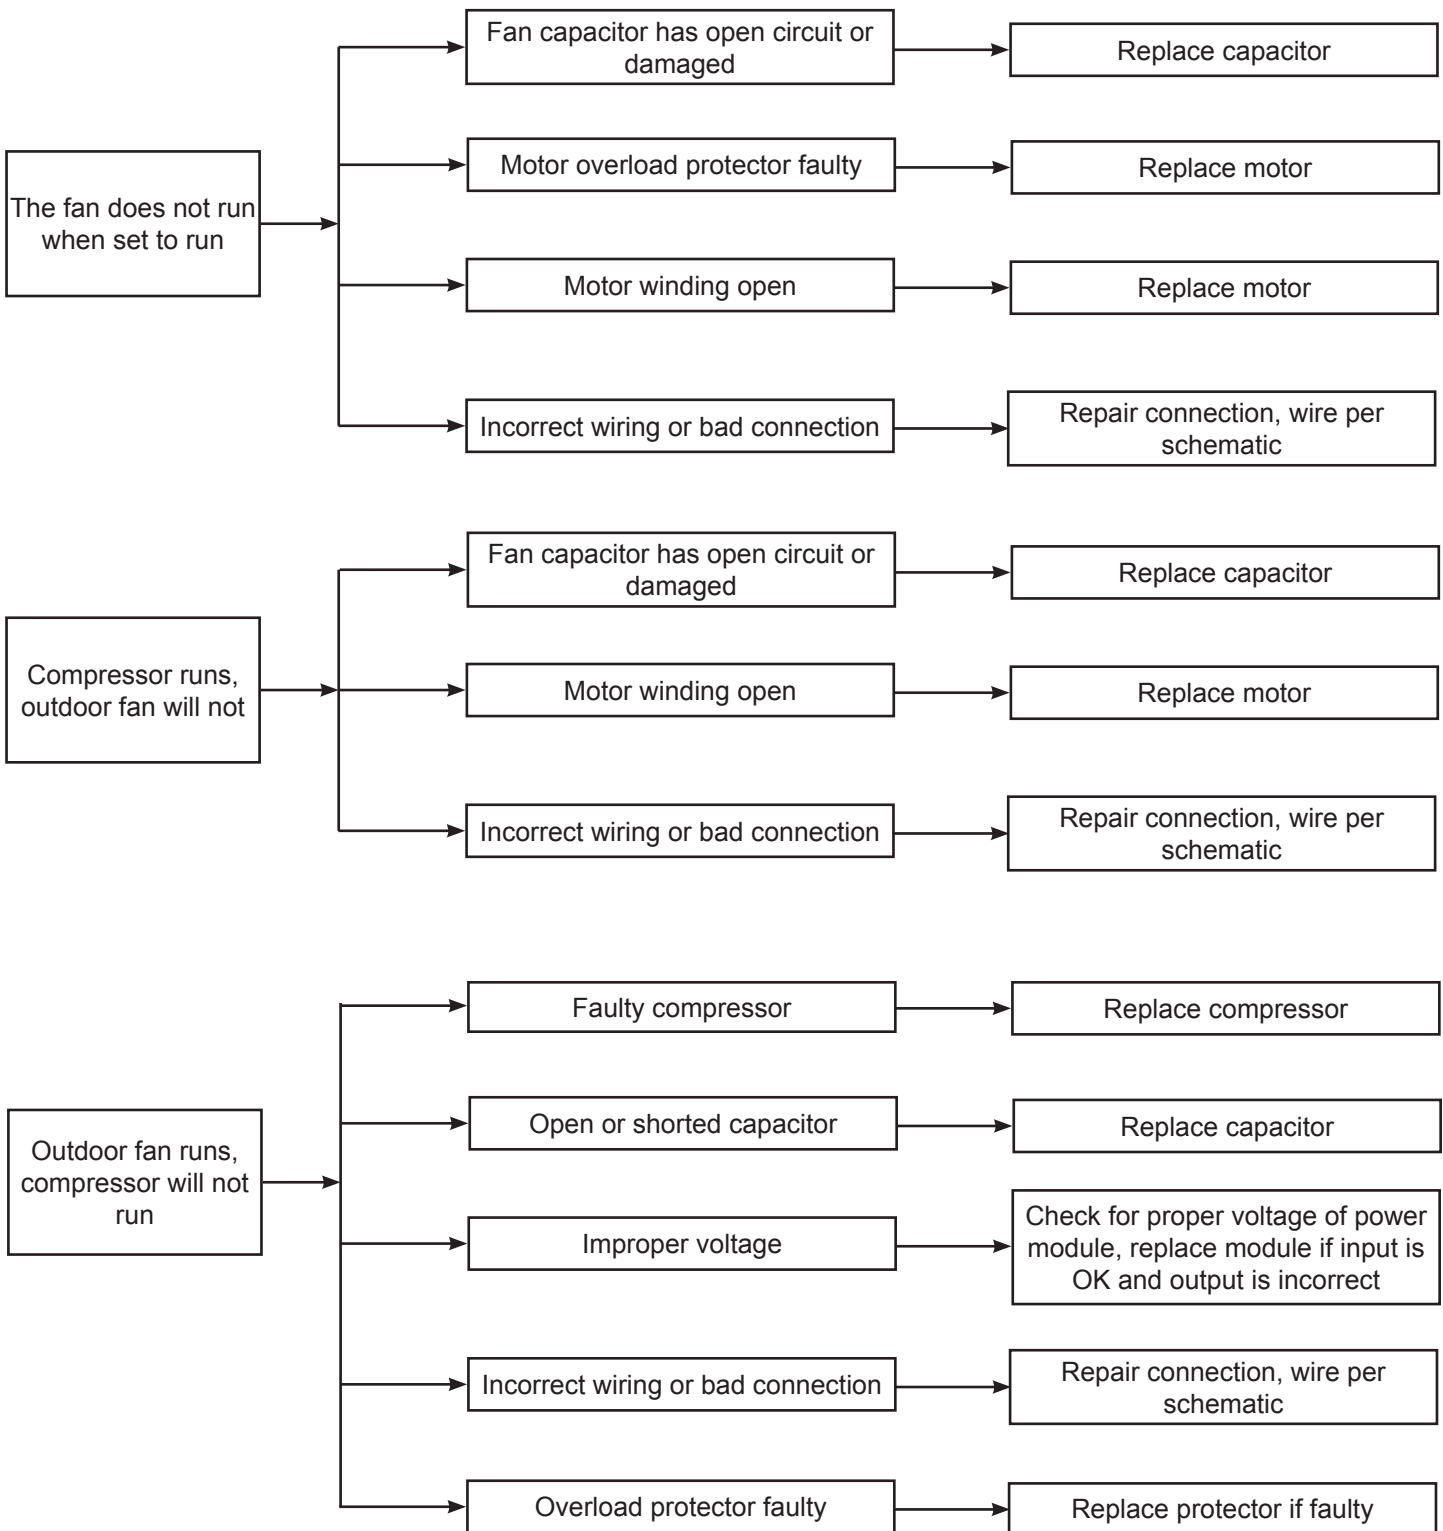 The fan does not run
when set to run
Fan capacitor has open circuit or
damaged
Replace capacitor
Motor overload protector faulty
Replace motor
Motor winding open
Replace motor
Incorrect wiring or bad connection
Repair connection, wire per
schematic
Compressor runs,
outdoor fan will not
Fan capacitor has open circuit or
damaged
Replace capacitor
Motor winding open
Replace motor
Incorrect wiring or bad connection
Repair connection, wire per
schematic
Outdoor fan runs,
compressor will not
run
Faulty compressor
Replace compressor
Open or shorted capacitor
Replace capacitor
Improper voltage
Check for proper voltage of power
module, replace module if input is
OK and output is incorrect
Incorrect wiring or bad connection
Repair connection, wire per
schematic
Overload protector faulty
Replace protector if faulty